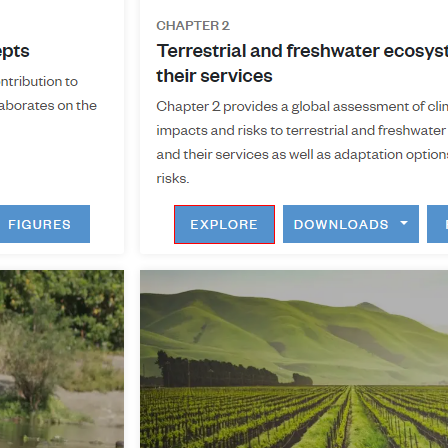 epts
ntribution to
aborates on the
FIGURES
CHAPTER 2
Terrestrial and freshwater ecosyst
their services
Chapter 2 provides a global assessment of clin
impacts and risks to terrestrial and freshwater
and their services as well as adaptation option
risks.
EXPLORE
DOWNLOADS